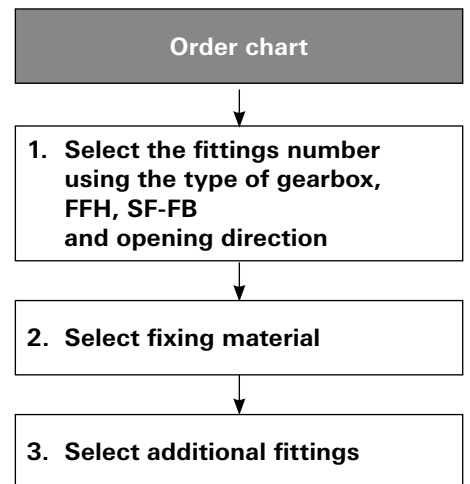 Order chart
1. Select the fittings number
using the type of gearbox,
FFH, SF-FB
and opening direction
2. Select fixing material
3. Select additional fittings